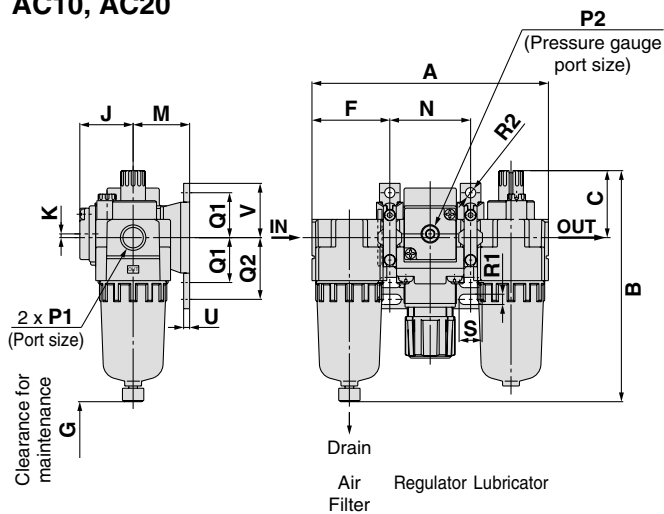 AC10, AC20
P2
(Pressure gauge
port size)
A
J
M
F
N
R2
K
Q1
V
C
IN
OUT
Q1
Q2
R1
B
2 x P1
(Port size)
U
S
Clearance for
maintenance
G
Drain
Air
Filter
Regulator
Lubricator